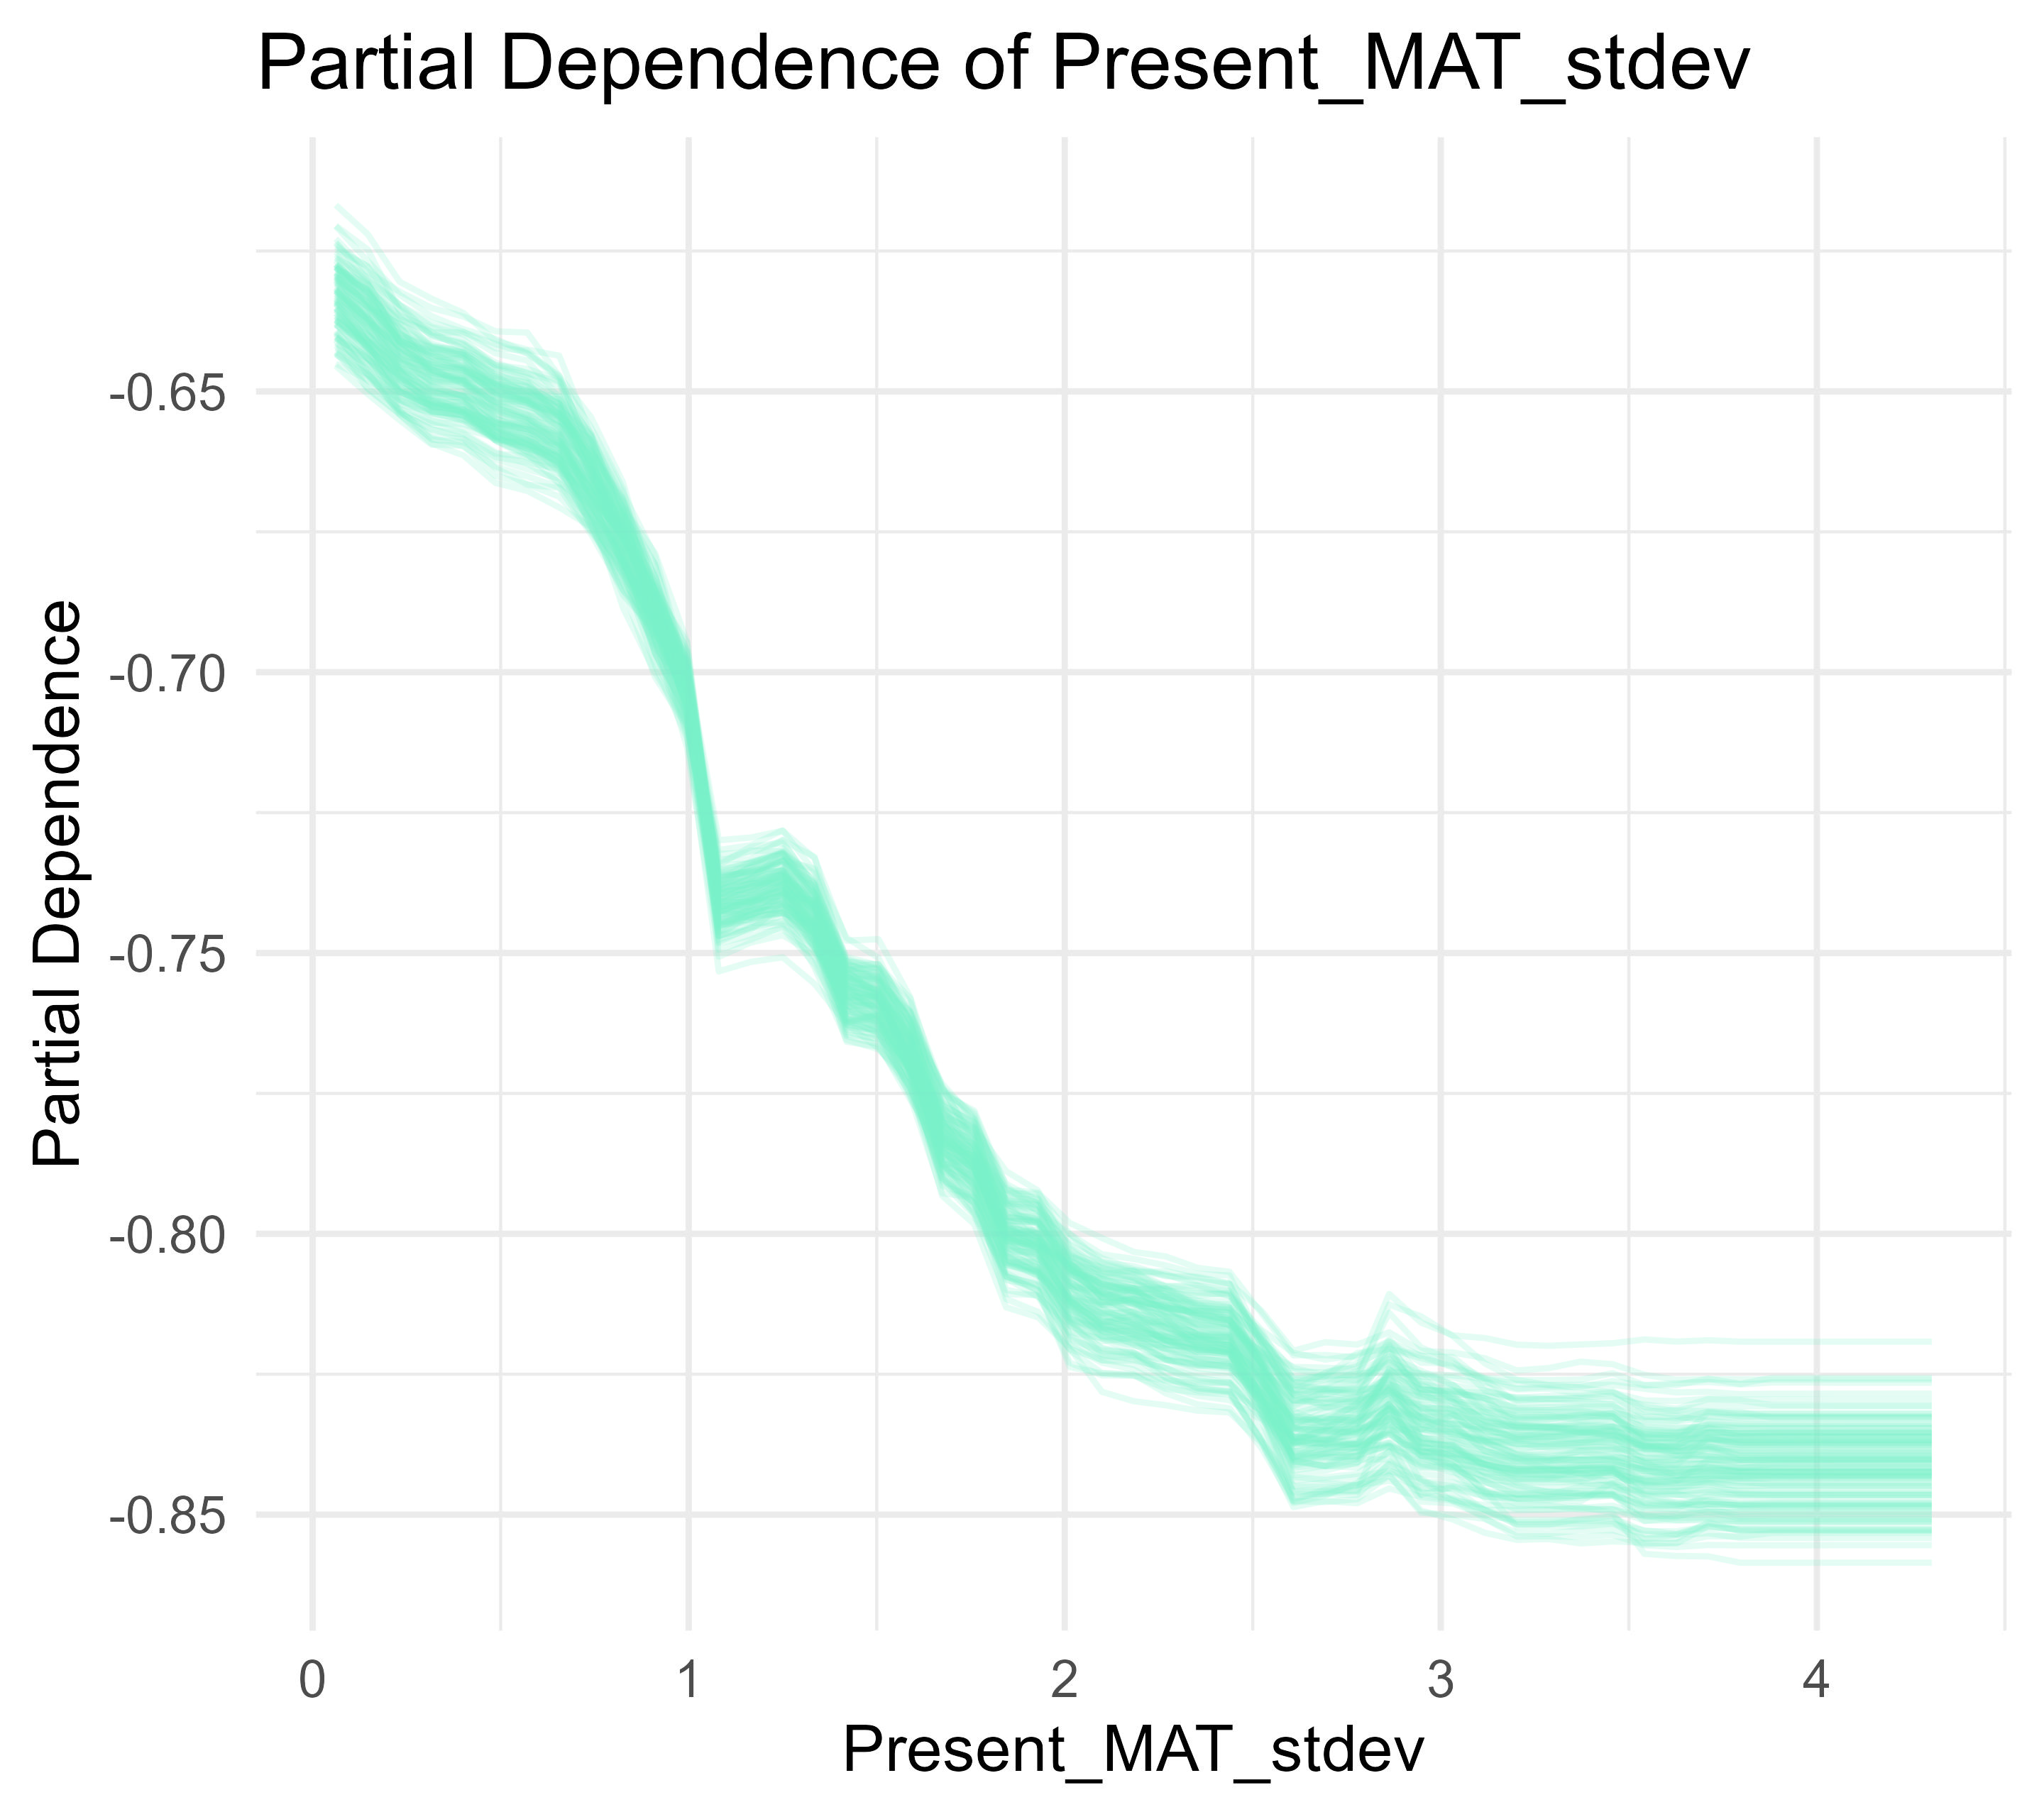 Partial Dependence of Present_MAT_stdev
Partial Dependence
-0.65
-0.70
-0.75
-0.80
-0.85
0 1 2 3 4
Present_MAT_stdev